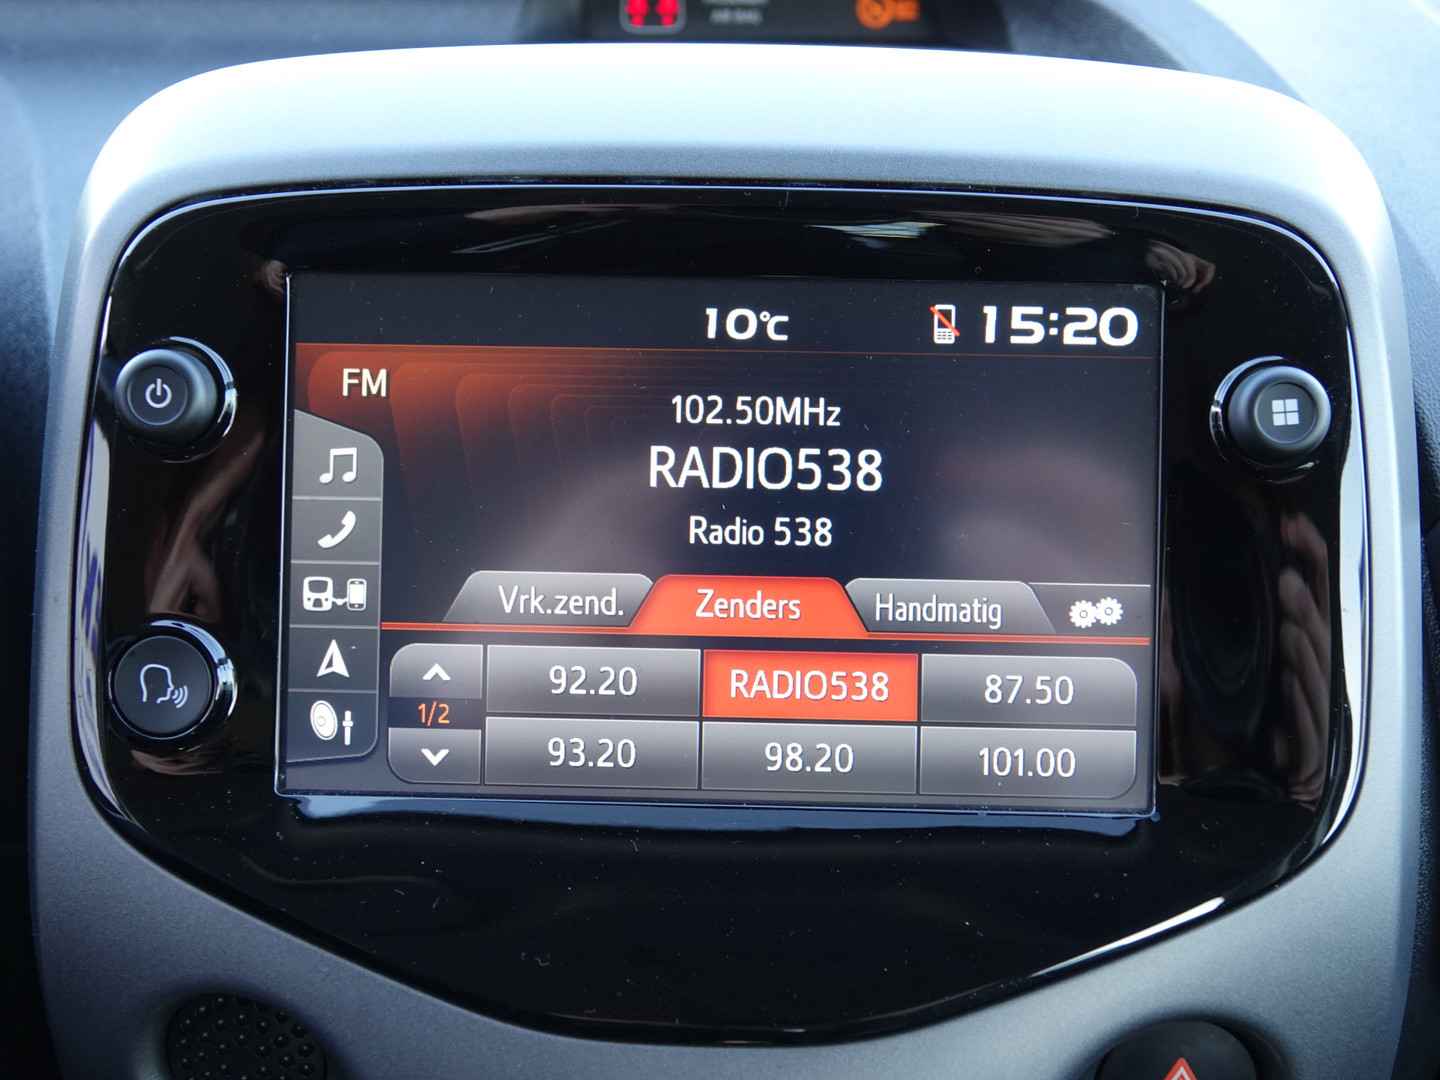 10°C
15:20
FM
102.50MHz
RADIO538
Radio 538
Vrk.zend.
Zenders
Handmatig
92.20
RADIO538
87.50
1/2
93.20
98.20
101.00